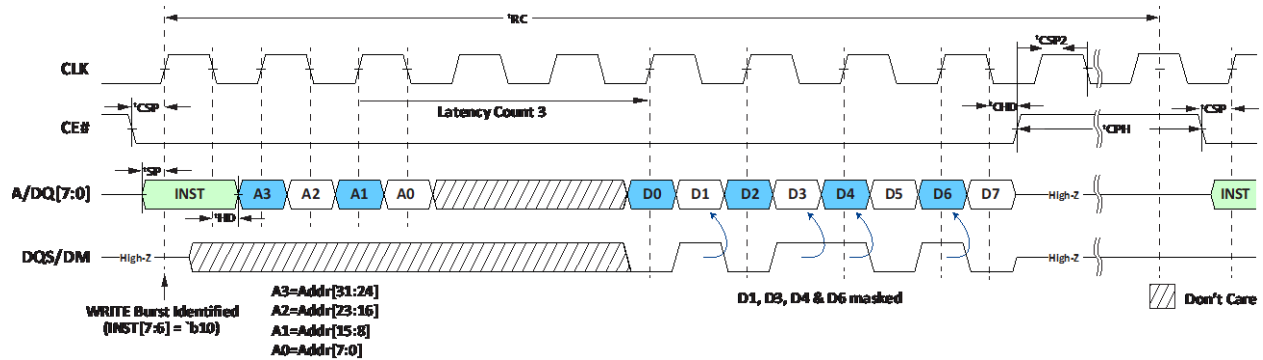 tRC
tCSP2
CLK
tCSP
Latency Count 3
tCHD
tCSP
CE#
tCPH
tSP
A/DQ[7:0]
INST A3 A2 A1 A0 D0 D1 D2 D3 D4 D5 D6 D7 High-Z INST
tHD
DQS/DM
High-Z High-Z
A3=Addr[31:24]
D1, D3, D4 & D6 masked
Don't Care
WRITE Burst Identified
(INST[7:6] = `b10)
A2=Addr[23:16]
A1=Addr[15:8]
A0=Addr[7:0]